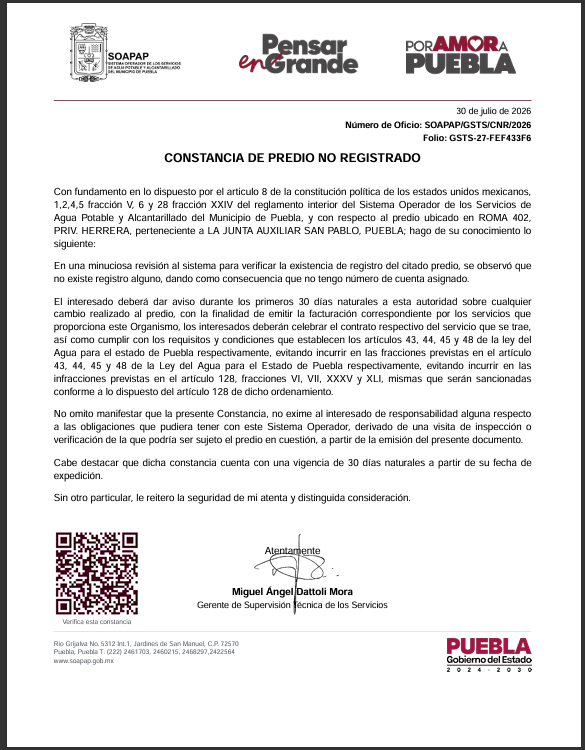 SOAPAP
SISTEMA OPERADOR DE LOS SERVICIOS
DE AGUA POTABLE Y ALCANTARILLADO
DEL MUNICIPIO DE PUEBLA
Pensar
en Grande
POR AMOR A
PUEBLA
30 de julio de 2026
Número de Oficio: SOAPAP/GSTS/CNR/2026
Folio: GSTS-27-FEF433F6
CONSTANCIA DE PREDIO NO REGISTRADO
Con fundamento en lo dispuesto por el articulo 8 de la constitución política de los estados unidos mexicanos,
1,2,4,5 fracción V, 6 y 28 fracción XXIV del reglamento interior del Sistema Operador de los Servicios de
Agua Potable y Alcantarillado del Municipio de Puebla, y con respecto al predio ubicado en ROMA 402,
PRIV. HERRERA, perteneciente a LA JUNTA AUXILIAR SAN PABLO, PUEBLA; hago de su conocimiento lo
siguiente:
En una minuciosa revisión al sistema para verificar la existencia de registro del citado predio, se observó que
no existe registro alguno, dando como consecuencia que no tengo número de cuenta asignado.
El interesado deberá dar aviso durante los primeros 30 días naturales a esta autoridad sobre cualquier
cambio realizado al predio, con la finalidad de emitir la facturación correspondiente por los servicios que
proporciona este Organismo, los interesados deberán celebrar el contrato respectivo del servicio que se trae,
así como cumplir con los requisitos y condiciones que establecen los artículos 43, 44, 45 y 48 de la ley del
Agua para el estado de Puebla respectivamente, evitando incurrir en las fracciones previstas en el artículo
43, 44, 45 y 48 de la Ley del Agua para el Estado de Puebla respectivamente, evitando incurrir en las
infracciones previstas en el artículo 128, fracciones VI, VII, XXXV y XLI, mismas que serán sancionadas
conforme a lo dispuesto del artículo 128 de dicho ordenamiento.
No omito manifestar que la presente Constancia, no exime al interesado de responsabilidad alguna respecto
a las obligaciones que pudiera tener con este Sistema Operador, derivado de una visita de inspección o
verificación de la que podría ser sujeto el predio en cuestión, a partir de la emisión del presente documento.
Cabe destacar que dicha constancia cuenta con una vigencia de 30 días naturales a partir de su fecha de
expedición.
Sin otro particular, le reitero la seguridad de mi atenta y distinguida consideración.
Atentamente
Miguel Ángel Dattoli Mora
Gerente de Supervisión Técnica de los Servicios
Verifica esta constancia
Rio Grijalva No. 5312 Int.1, Jardines de San Manuel, C.P. 72570
Puebla, Puebla T: (222) 2461703, 2460215, 2468297,2422564
www.soapap.gob.mx
PUEBLA
Gobierno del Estado
2024-2030